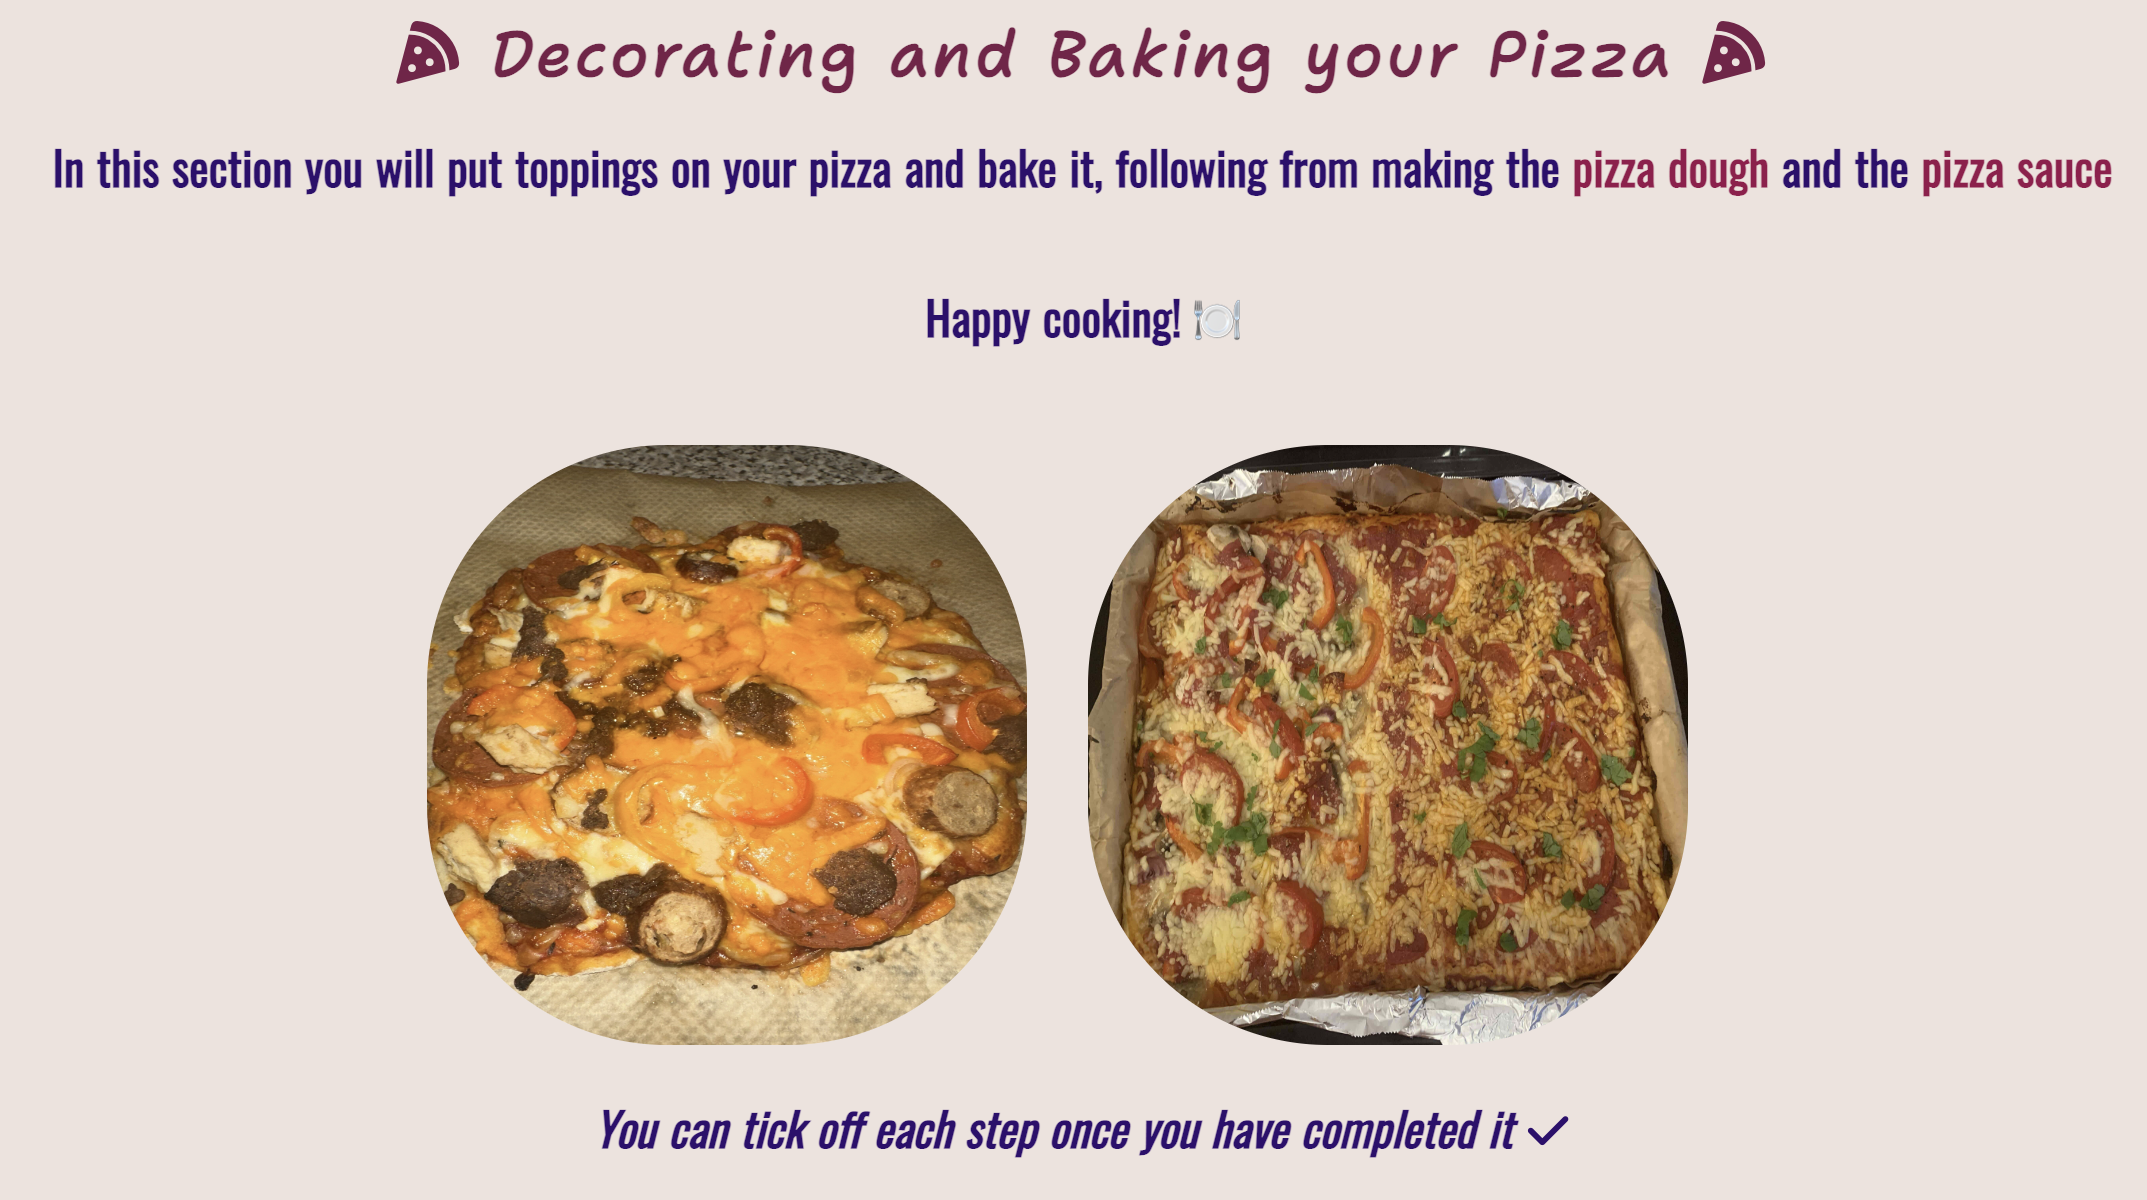 Decorating and Baking your Pizza
In this section you will put toppings on your pizza and bake it, following from making the pizza dough and the pizza sauce
Happy cooking! 🍽️
You can tick off each step once you have completed it ✓